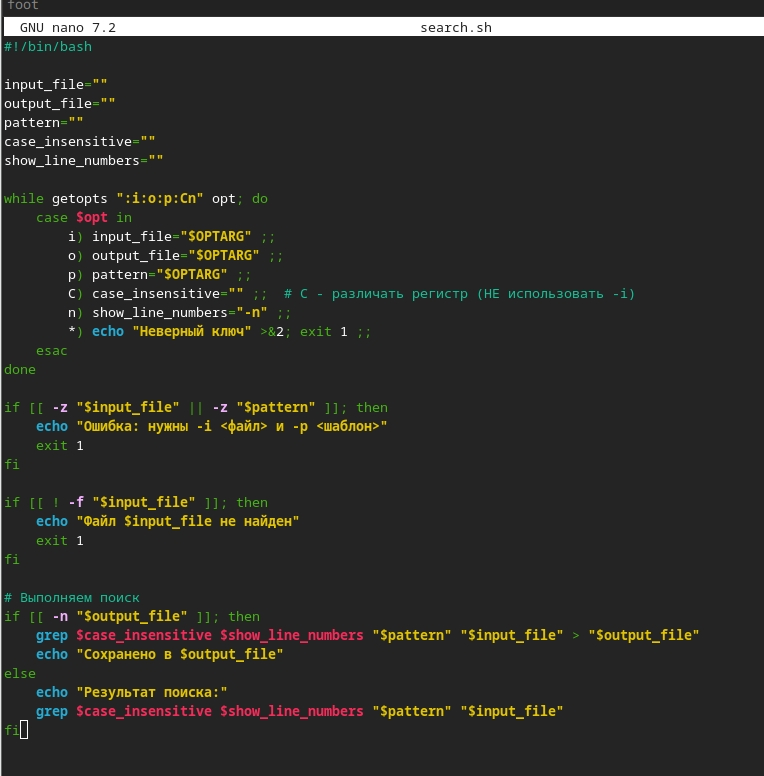 foot
GNU nano 7.2 search.sh
#!/bin/bash
input_file=""
output_file=""
pattern=""
case_insensitive=""
show_line_numbers=""
while getopts ":i:o:p:Cn" opt; do
    case $opt in
        i) input_file="$OPTARG" ;;
        o) output_file="$OPTARG" ;;
        p) pattern="$OPTARG" ;;
        C) case_insensitive="" ;;  # C - различать регистр (НЕ использовать -i)
        n) show_line_numbers="-n" ;;
        *) echo "Неверный ключ" >&2; exit 1 ;;
    esac
done
if [[ -z "$input_file" || -z "$pattern" ]]; then
    echo "Ошибка: нужны -i <файл> и -p <шаблон>"
    exit 1
fi
if [[ ! -f "$input_file" ]]; then
    echo "Файл $input_file не найден"
    exit 1
fi
# Выполняем поиск
if [[ -n "$output_file" ]]; then
    grep $case_insensitive $show_line_numbers "$pattern" "$input_file" > "$output_file"
    echo "Сохранено в $output_file"
else
    echo "Результат поиска:"
    grep $case_insensitive $show_line_numbers "$pattern" "$input_file"
fi